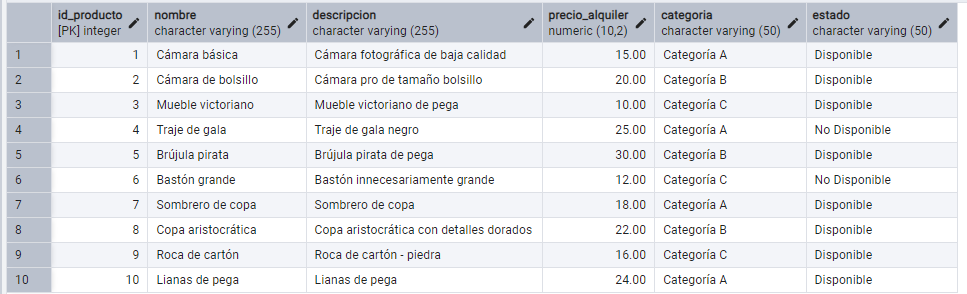 id_producto nombre descripcion precio_alquiler categoria estado
[PK] integer character varying (255) character varying (255) numeric (10,2) character varying (50) character varying (50)
1 1 Cámara básica Cámara fotográfica de baja calidad 15.00 Categoría A Disponible
2 2 Cámara de bolsillo Cámara pro de tamaño bolsillo 20.00 Categoría B Disponible
3 3 Mueble victoriano Mueble victoriano de pega 10.00 Categoría C Disponible
4 4 Traje de gala Traje de gala negro 25.00 Categoría A No Disponible
5 5 Brújula pirata Brújula pirata de pega 30.00 Categoría B Disponible
6 6 Bastón grande Bastón innecesariamente grande 12.00 Categoría C No Disponible
7 7 Sombrero de copa Sombrero de copa 18.00 Categoría A Disponible
8 8 Copa aristocrática Copa aristocrática con detalles dorados 22.00 Categoría B Disponible
9 9 Roca de cartón Roca de cartón - piedra 16.00 Categoría C Disponible
10 10 Lianas de pega Lianas de pega 24.00 Categoría A Disponible